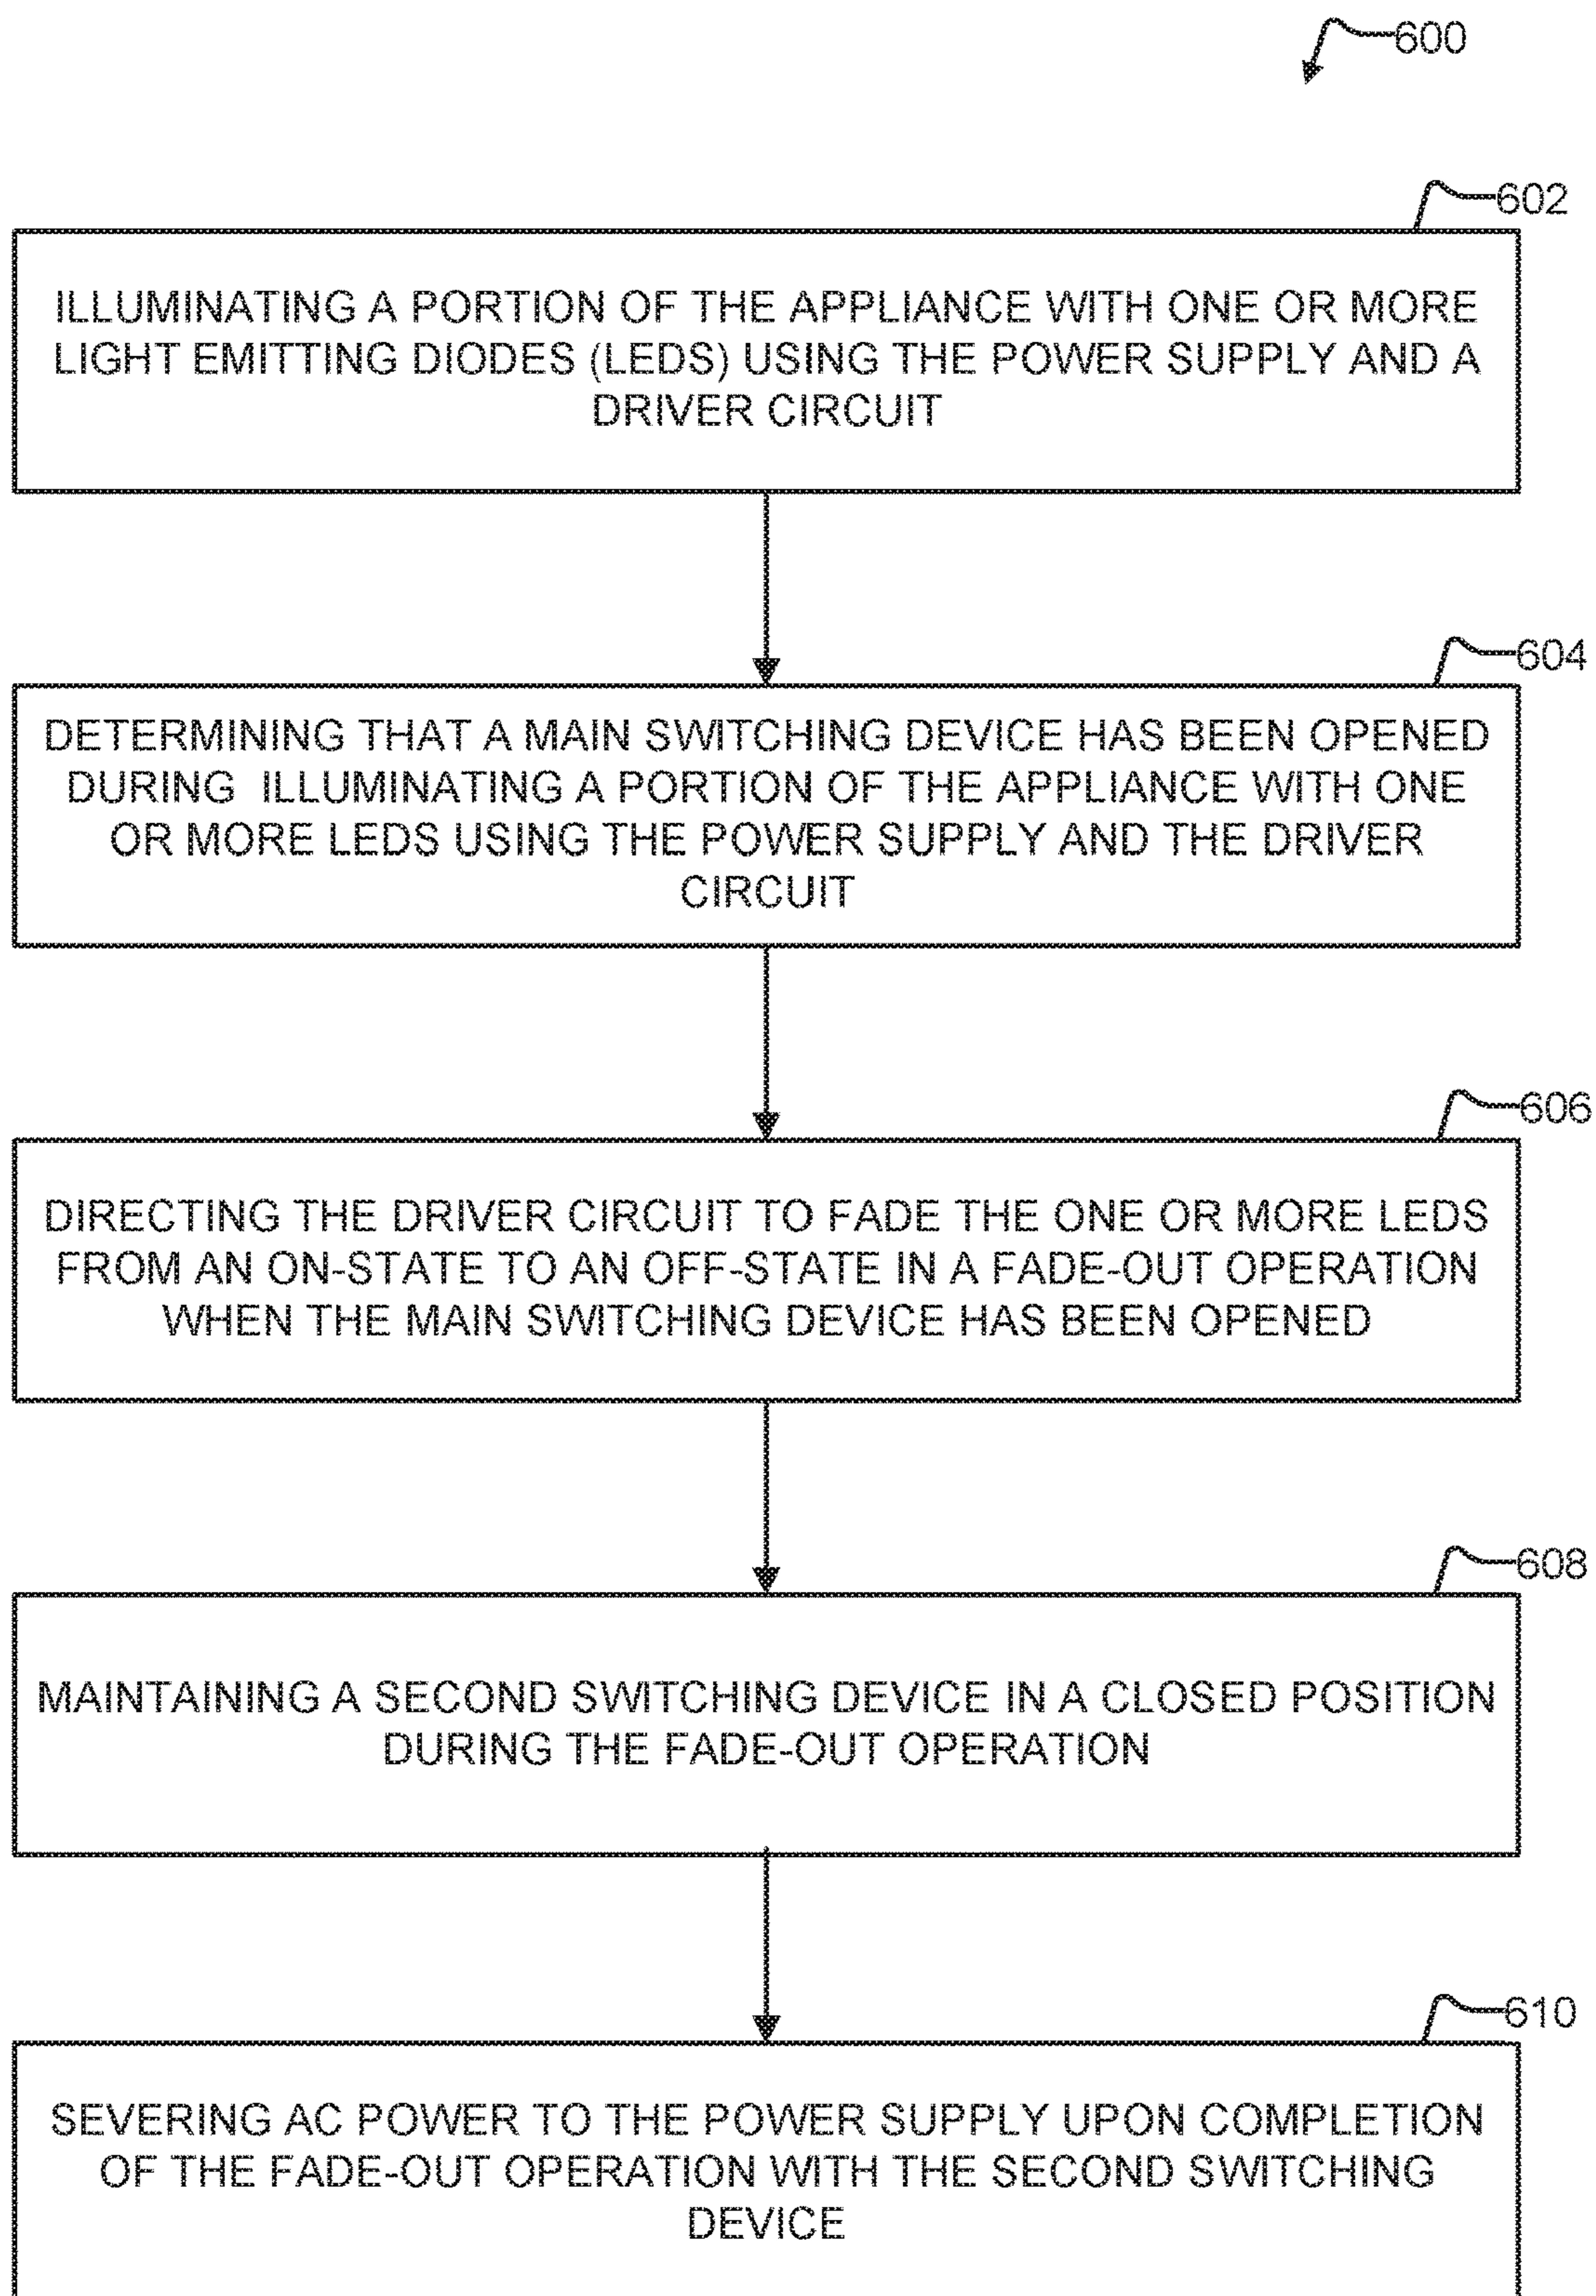 600
602
ILLUMINATING A PORTION OF THE APPLIANCE WITH ONE OR MORE
LIGHT EMITTING DIODES (LEDS) USING THE POWER SUPPLY AND A
DRIVER CIRCUIT
604
DETERMINING THAT A MAIN SWITCHING DEVICE HAS BEEN OPENED
DURING ILLUMINATING A PORTION OF THE APPLIANCE WITH ONE
OR MORE LEDS USING THE POWER SUPPLY AND THE DRIVER
CIRCUIT
606
DIRECTING THE DRIVER CIRCUIT TO FADE THE ONE OR MORE LEDS
FROM AN ON-STATE TO AN OFF-STATE IN A FADE-OUT OPERATION
WHEN THE MAIN SWITCHING DEVICE HAS BEEN OPENED
608
MAINTAINING A SECOND SWITCHING DEVICE IN A CLOSED POSITION
DURING THE FADE-OUT OPERATION
610
SEVERING AC POWER TO THE POWER SUPPLY UPON COMPLETION
OF THE FADE-OUT OPERATION WITH THE SECOND SWITCHING
DEVICE